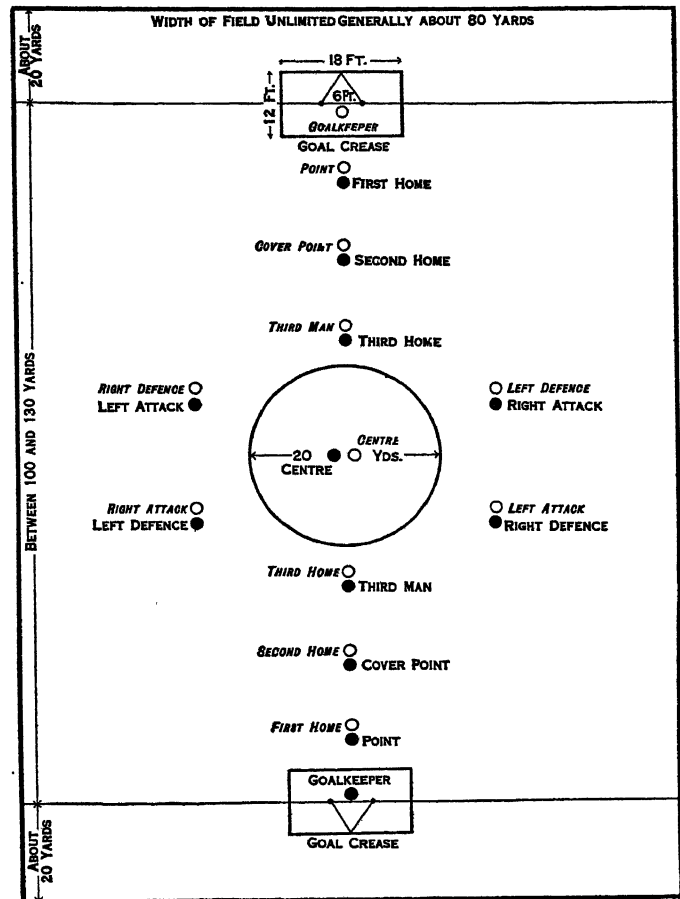 WIDTH OF FIELD UNLIMITED GENERALLY ABOUT 80 YARDS
ABOUT
20 YARDS
18 FT.
12 FT.
6 FT.
GOALKEEPER
GOAL CREASE
POINT
FIRST HOME
COVER POINT
SECOND HOME
THIRD MAN
THIRD HOME
BETWEEN 100 AND 130 YARDS
RIGHT DEFENCE
LEFT ATTACK
LEFT DEFENCE
RIGHT ATTACK
CENTRE
20 YDS.
CENTRE
RIGHT ATTACK
LEFT DEFENCE
LEFT ATTACK
RIGHT DEFENCE
THIRD HOME
THIRD MAN
SECOND HOME
COVER POINT
FIRST HOME
POINT
GOALKEEPER
GOAL CREASE
ABOUT
20 YARDS